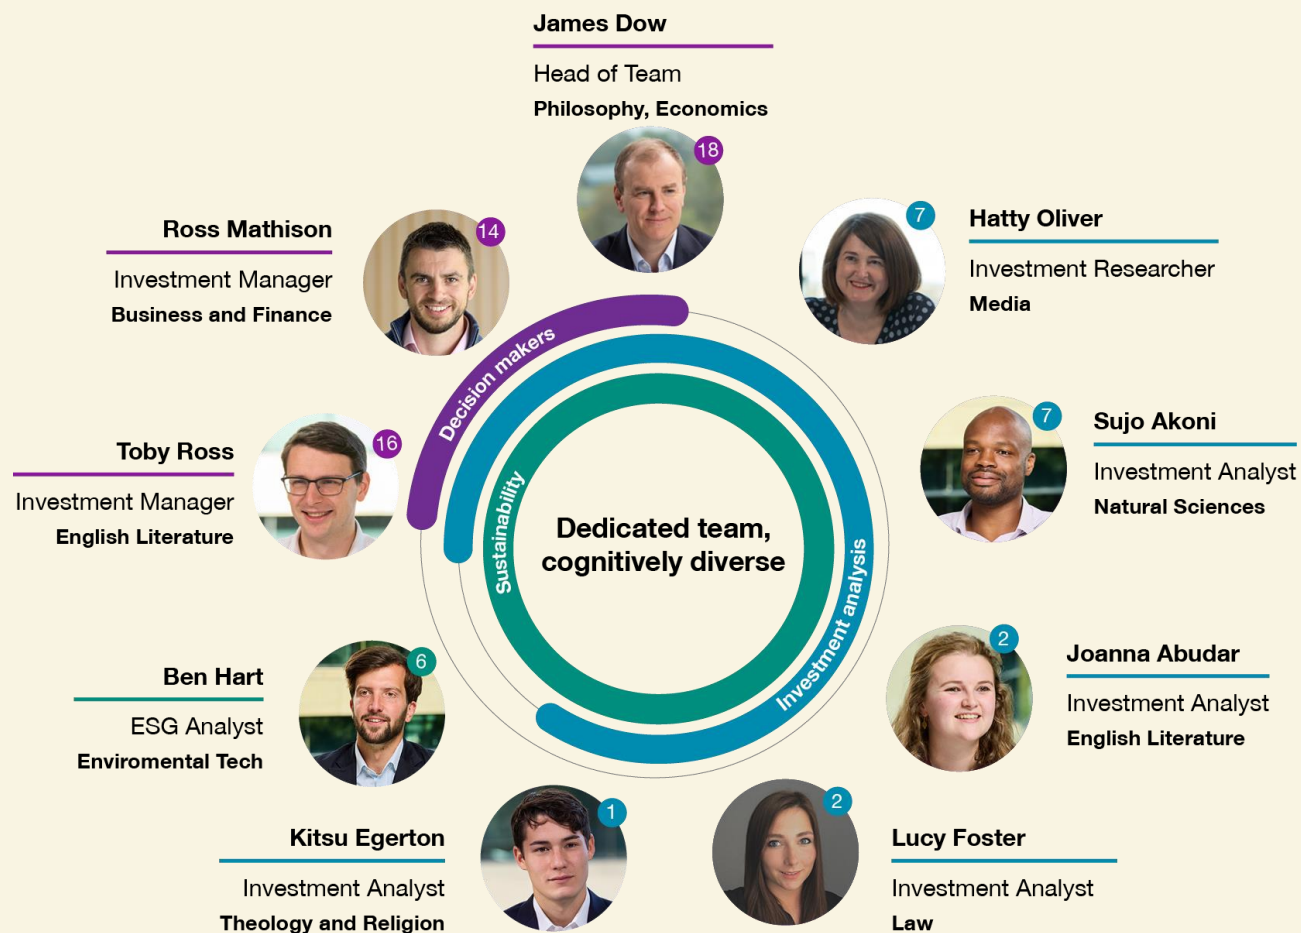 James Dow
Head of Team
Philosophy, Economics
18
Ross Mathison
Investment Manager
Business and Finance
14
7
Hatty Oliver
Investment Researcher
Media
Toby Ross
Investment Manager
English Literature
16
7
Sujo Akoni
Investment Analyst
Natural Sciences
Decision makers
Sustainability
Investment analysis
Dedicated team,
cognitively diverse
Ben Hart
ESG Analyst
Enviromental Tech
6
2
Joanna Abudar
Investment Analyst
English Literature
Kitsu Egerton
Investment Analyst
Theology and Religion
1
2
Lucy Foster
Investment Analyst
Law